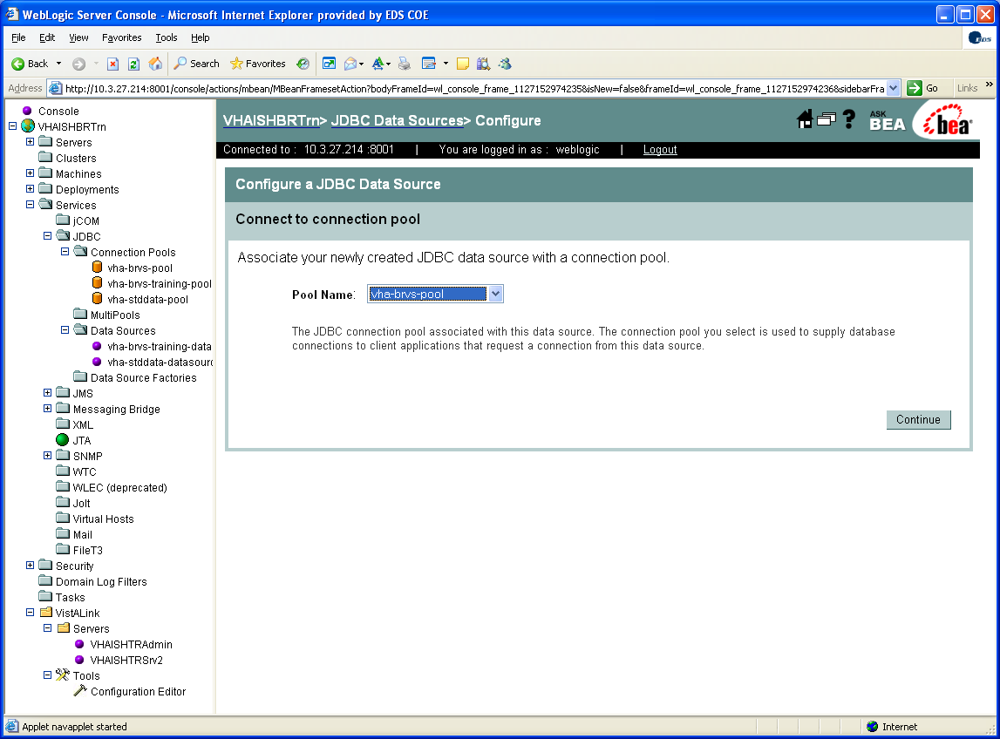 WebLogic Server Console - Microsoft Internet Explorer provided by EDS COE
File Edit View Favorites Tools Help
EDS
Back Search Favorites
Address http://10.3.27.214:8001/console/actions/mbean/MBeanFramesetAction?bodyFrameId=wl_console_frame_1127152974235&isNew=false&frameId=wl_console_frame_1127152974236&sidebarFra Go Links »
Console
VHAISHBRTrn
Servers
Clusters
Machines
Deployments
Services
jCOM
JDBC
Connection Pools
vha-brvs-pool
vha-brvs-training-pool
vha-stddata-pool
MultiPools
Data Sources
vha-brvs-training-data
vha-stddata-datasourc
Data Source Factories
JMS
Messaging Bridge
XML
JTA
SNMP
WTC
WLEC (deprecated)
Jolt
Virtual Hosts
Mail
FileT3
Security
Domain Log Filters
Tasks
VistALink
Servers
VHAISHTRAdmin
VHAISHTRSrv2
Tools
Configuration Editor
VHAISHBRTrn> JDBC Data Sources> Configure
? ASK BEA bea
Connected to : 10.3.27.214 :8001 | You are logged in as : weblogic | Logout
Configure a JDBC Data Source
Connect to connection pool
Associate your newly created JDBC data source with a connection pool.
Pool Name: vha-brvs-pool
The JDBC connection pool associated with this data source. The connection pool you select is used to supply database
connections to client applications that request a connection from this data source.
Continue
Applet navapplet started Internet